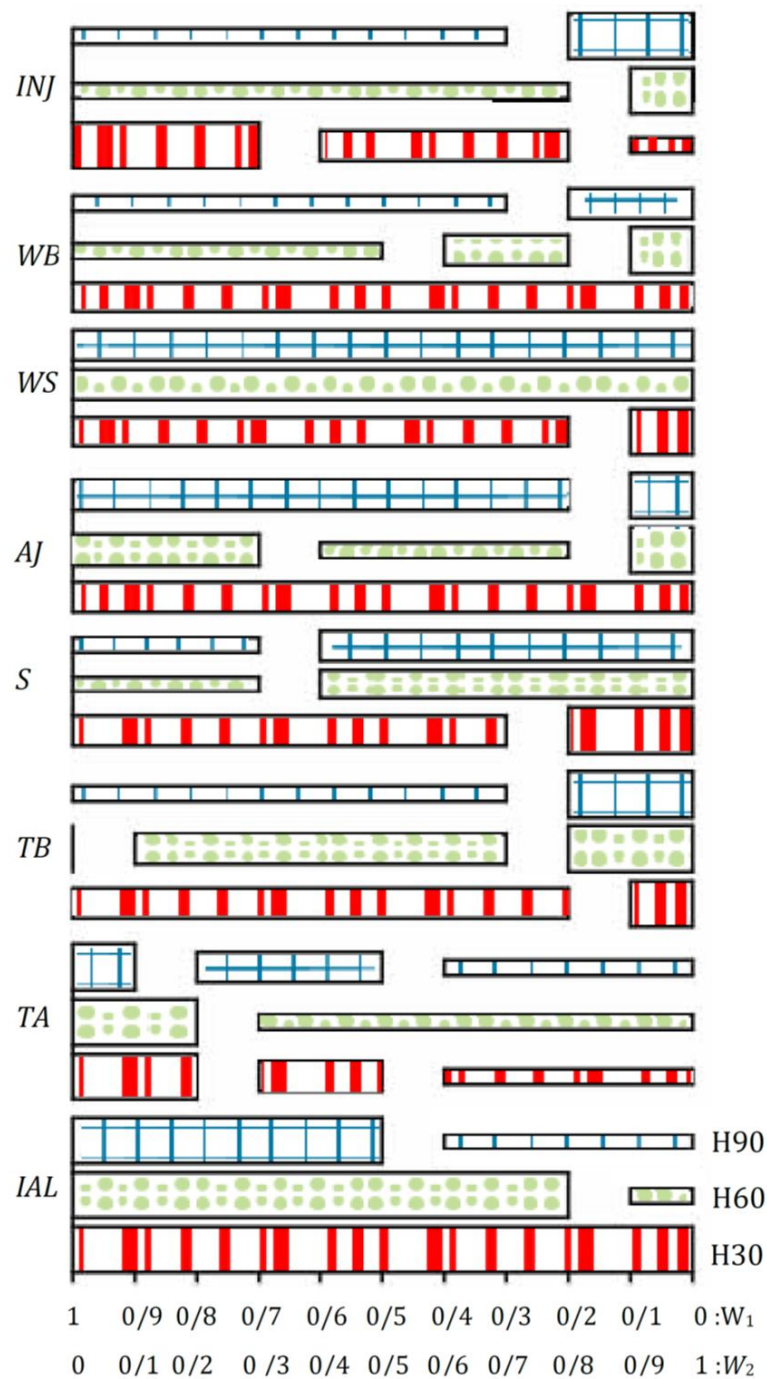 INJ
WB
WS
AJ
S
TB
TA
H90
IAL H60
H30
1 0/9 0/8 0/7 0/6 0/5 0/4 0/3 0/2 0/1 0 :W₁
0 0/1 0/2 0/3 0/4 0/5 0/6 0/7 0/8 0/9 1 :W₂